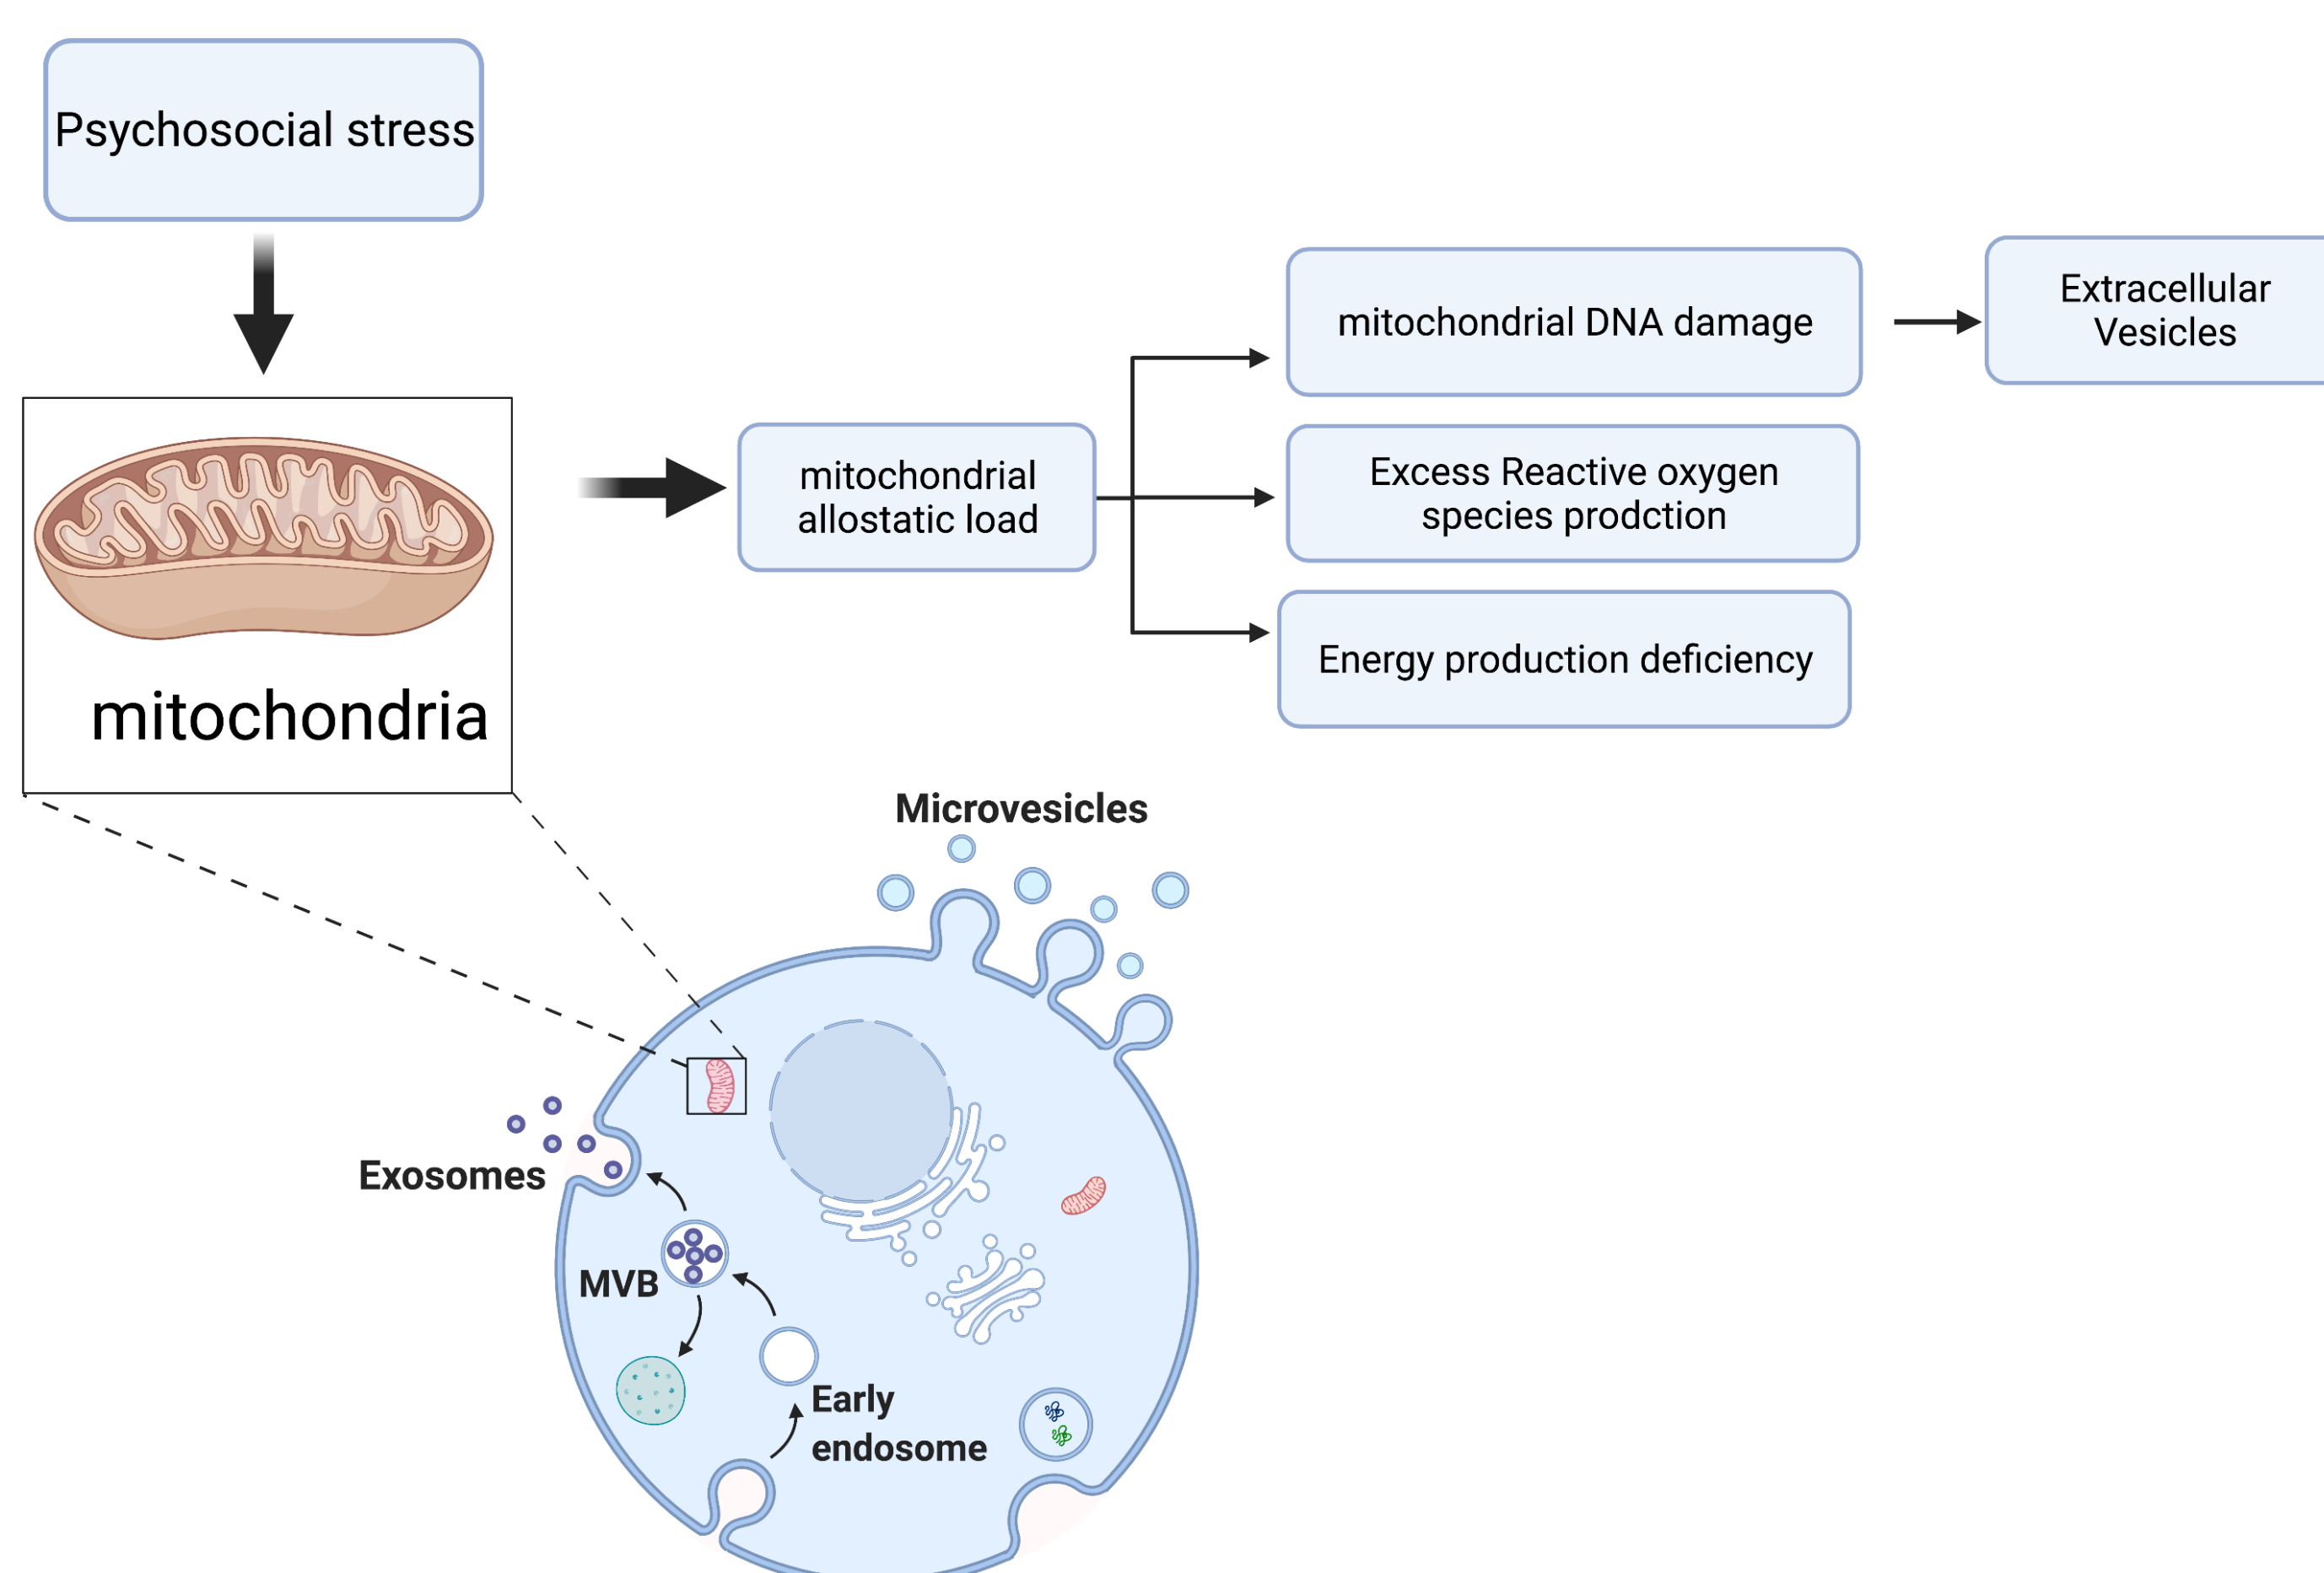 Psychosocial stress
mitochondria
mitochondrial
allostatic load
mitochondrial DNA damage
Excess Reactive oxygen
species prodction
Energy production deficiency
Extracellular
Vesicles
Microvesicles
Exosomes
MVB
Early
endosome